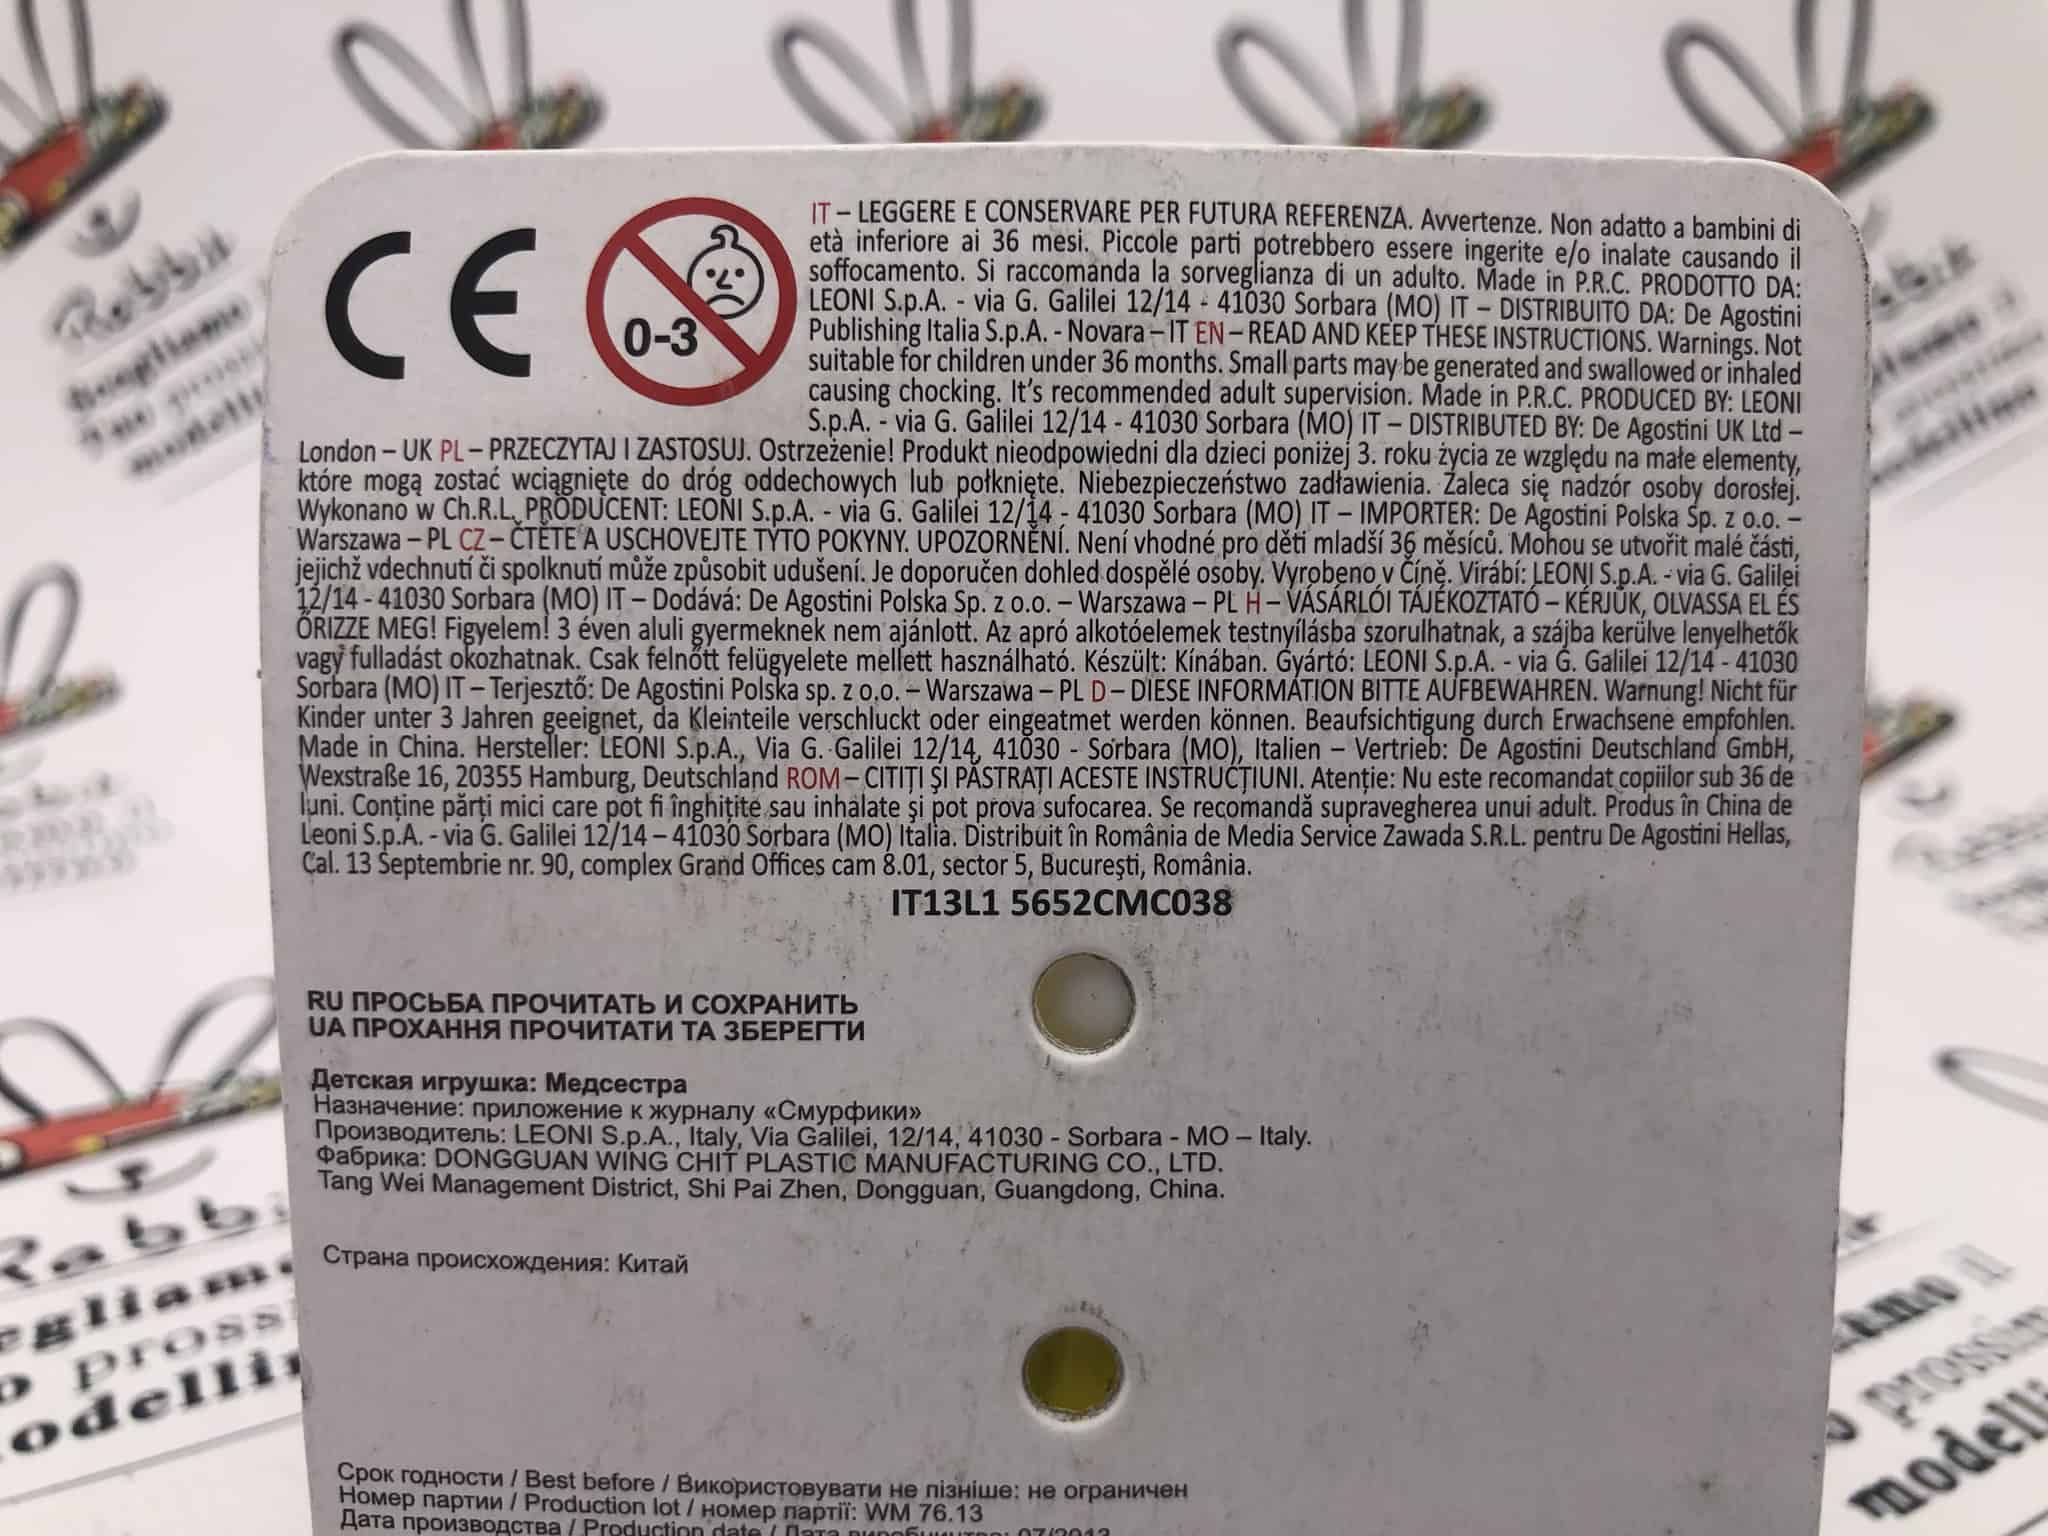 CE
0-3
IT – LEGGERE E CONSERVARE PER FUTURA REFERENZA. Avvertenze. Non adatto a bambini di
età inferiore ai 36 mesi. Piccole parti potrebbero essere ingerite e/o inalate causando il
soffocamento. Si raccomanda la sorveglianza di un adulto. Made in P.R.C. PRODOTTO DA:
LEONI S.p.A. - via G. Galilei 12/14 - 41030 Sorbara (MO) IT – DISTRIBUITO DA: De Agostini
Publishing Italia S.p.A. - Novara – IT EN – READ AND KEEP THESE INSTRUCTIONS. Warnings. Not
suitable for children under 36 months. Small parts may be generated and swallowed or inhaled
causing chocking. It's recommended adult supervision. Made in P.R.C. PRODUCED BY: LEONI
S.p.A. - via G. Galilei 12/14 - 41030 Sorbara (MO) IT – DISTRIBUTED BY: De Agostini UK Ltd –
London – UK PL – PRZECZYTAJ I ZASTOSUJ. Ostrzeżenie! Produkt nieodpowiedni dla dzieci poniżej 3. roku życia ze względu na małe elementy,
które mogą zostać wciągnięte do dróg oddechowych lub połknięte. Niebezpieczeństwo zadławienia. Zaleca się nadzór osoby dorosłej.
Wykonano w Ch.R.L. PRODUCENT: LEONI S.p.A. - via G. Galilei 12/14 - 41030 Sorbara (MO) IT – IMPORTER: De Agostini Polska Sp. z o.o. –
Warszawa – PL CZ – ČTĚTE A USCHOVEJTE TYTO POKYNY. UPOZORNĚNÍ. Není vhodné pro děti mladší 36 měsíců. Mohou se utvořit malé části,
jejichž vdechnutí či spolknutí může způsobit udušení. Je doporučen dohled dospělé osoby. Vyrobeno v Číně. Virábí: LEONI S.p.A. - via G. Galilei
12/14 - 41030 Sorbara (MO) IT – Dodává: De Agostini Polska Sp. z o.o. – Warszawa – PL H – VÁSÁRLÓI TÁJÉKOZTATÓ – KÉRJÜK, OLVASSA EL ÉS
ŐRIZZE MEG! Figyelem! 3 éven aluli gyermeknek nem ajánlott. Az apró alkotóelemek testnyílásba szorulhatnak, a szájba kerülve lenyelhetők
vagy fulladást okozhatnak. Csak felnőtt felügyelete mellett használható. Készült: Kínában. Gyártó: LEONI S.p.A. - via G. Galilei 12/14 - 41030
Sorbara (MO) IT – Terjesztő: De Agostini Polska sp. z o.o. – Warszawa – PL D – DIESE INFORMATION BITTE AUFBEWAHREN. Warnung! Nicht für
Kinder unter 3 Jahren geeignet, da Kleinteile verschluckt oder eingeatmet werden können. Beaufsichtigung durch Erwachsene empfohlen.
Made in China. Hersteller: LEONI S.p.A., Via G. Galilei 12/14, 41030 - Sorbara (MO), Italien – Vertrieb: De Agostini Deutschland GmbH,
Wexstraße 16, 20355 Hamburg, Deutschland ROM – CITIŢI ŞI PĂSTRAŢI ACESTE INSTRUCŢIUNI. Atenţie: Nu este recomandat copiilor sub 36 de
luni. Conţine părţi mici care pot fi înghiţite sau inhalate şi pot prova sufocarea. Se recomandă supravegherea unui adult. Produs în China de
Leoni S.p.A. - via G. Galilei 12/14 – 41030 Sorbara (MO) Italia. Distribuit în România de Media Service Zawada S.R.L. pentru De Agostini Hellas,
Cal. 13 Septembrie nr. 90, complex Grand Offices cam 8.01, sector 5, Bucureşti, România.
IT13L1 5652CMC038
RU ПРОСЬБА ПРОЧИТАТЬ И СОХРАНИТЬ
UA ПРОХАННЯ ПРОЧИТАТИ ТА ЗБЕРЕГТИ
Детская игрушка: Медсестра
Назначение: приложение к журналу «Смурфики»
Производитель: LEONI S.p.A., Italy, Via Galilei, 12/14, 41030 - Sorbara - MO – Italy.
Фабрика: DONGGUAN WING CHIT PLASTIC MANUFACTURING CO., LTD.
Tang Wei Management District, Shi Pai Zhen, Dongguan, Guangdong, China.
Страна происхождения: Китай
Срок годности / Best before / Використовувати не пізніше: не ограничен
Номер партии / Production lot / номер партії: WM 76.13
Дата производства / Production date / Дата виробництва: 07/2013
Rabbit